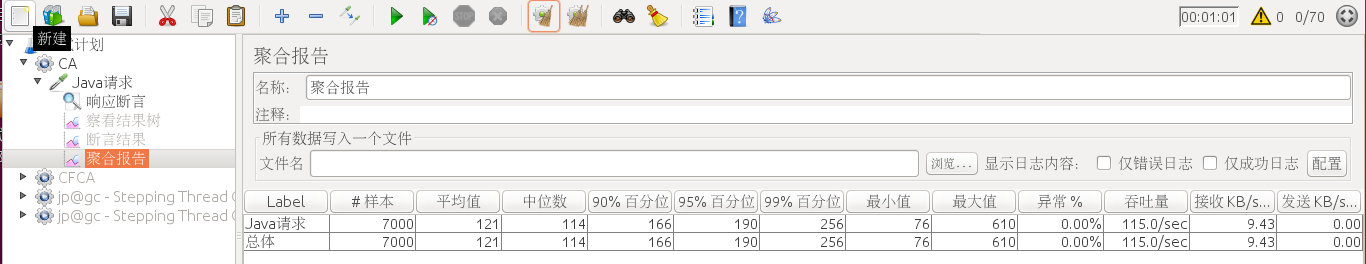 STOP
00:01:01 0 0/70
新建
计划
CA
Java请求
响应断言
察看结果树
断言结果
聚合报告
CFCA
jp@gc - Stepping Thread
jp@gc - Stepping Thread
聚合报告
名称： 聚合报告
注释：
所有数据写入一个文件
文件名 浏览... 显示日志内容： 仅错误日志 仅成功日志 配置
Label # 样本 平均值 中位数 90% 百分位 95% 百分位 99% 百分位 最小值 最大值 异常 % 吞吐量 接收 KB/s... 发送 KB/s...
Java请求 7000 121 114 166 190 256 76 610 0.00% 115.0/sec 9.43 0.00
总体 7000 121 114 166 190 256 76 610 0.00% 115.0/sec 9.43 0.00